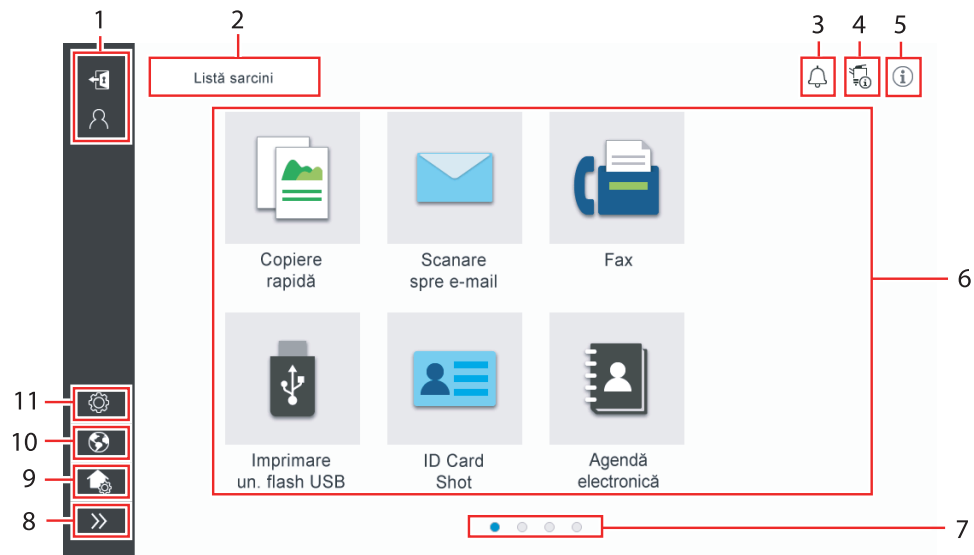 1
2
3
4
5
Listă sarcini
Copiere
rapidă
Scanare
spre e-mail
Fax
6
Imprimare
un. flash USB
ID Card
Shot
Agendă
electronică
11
10
9
8
7